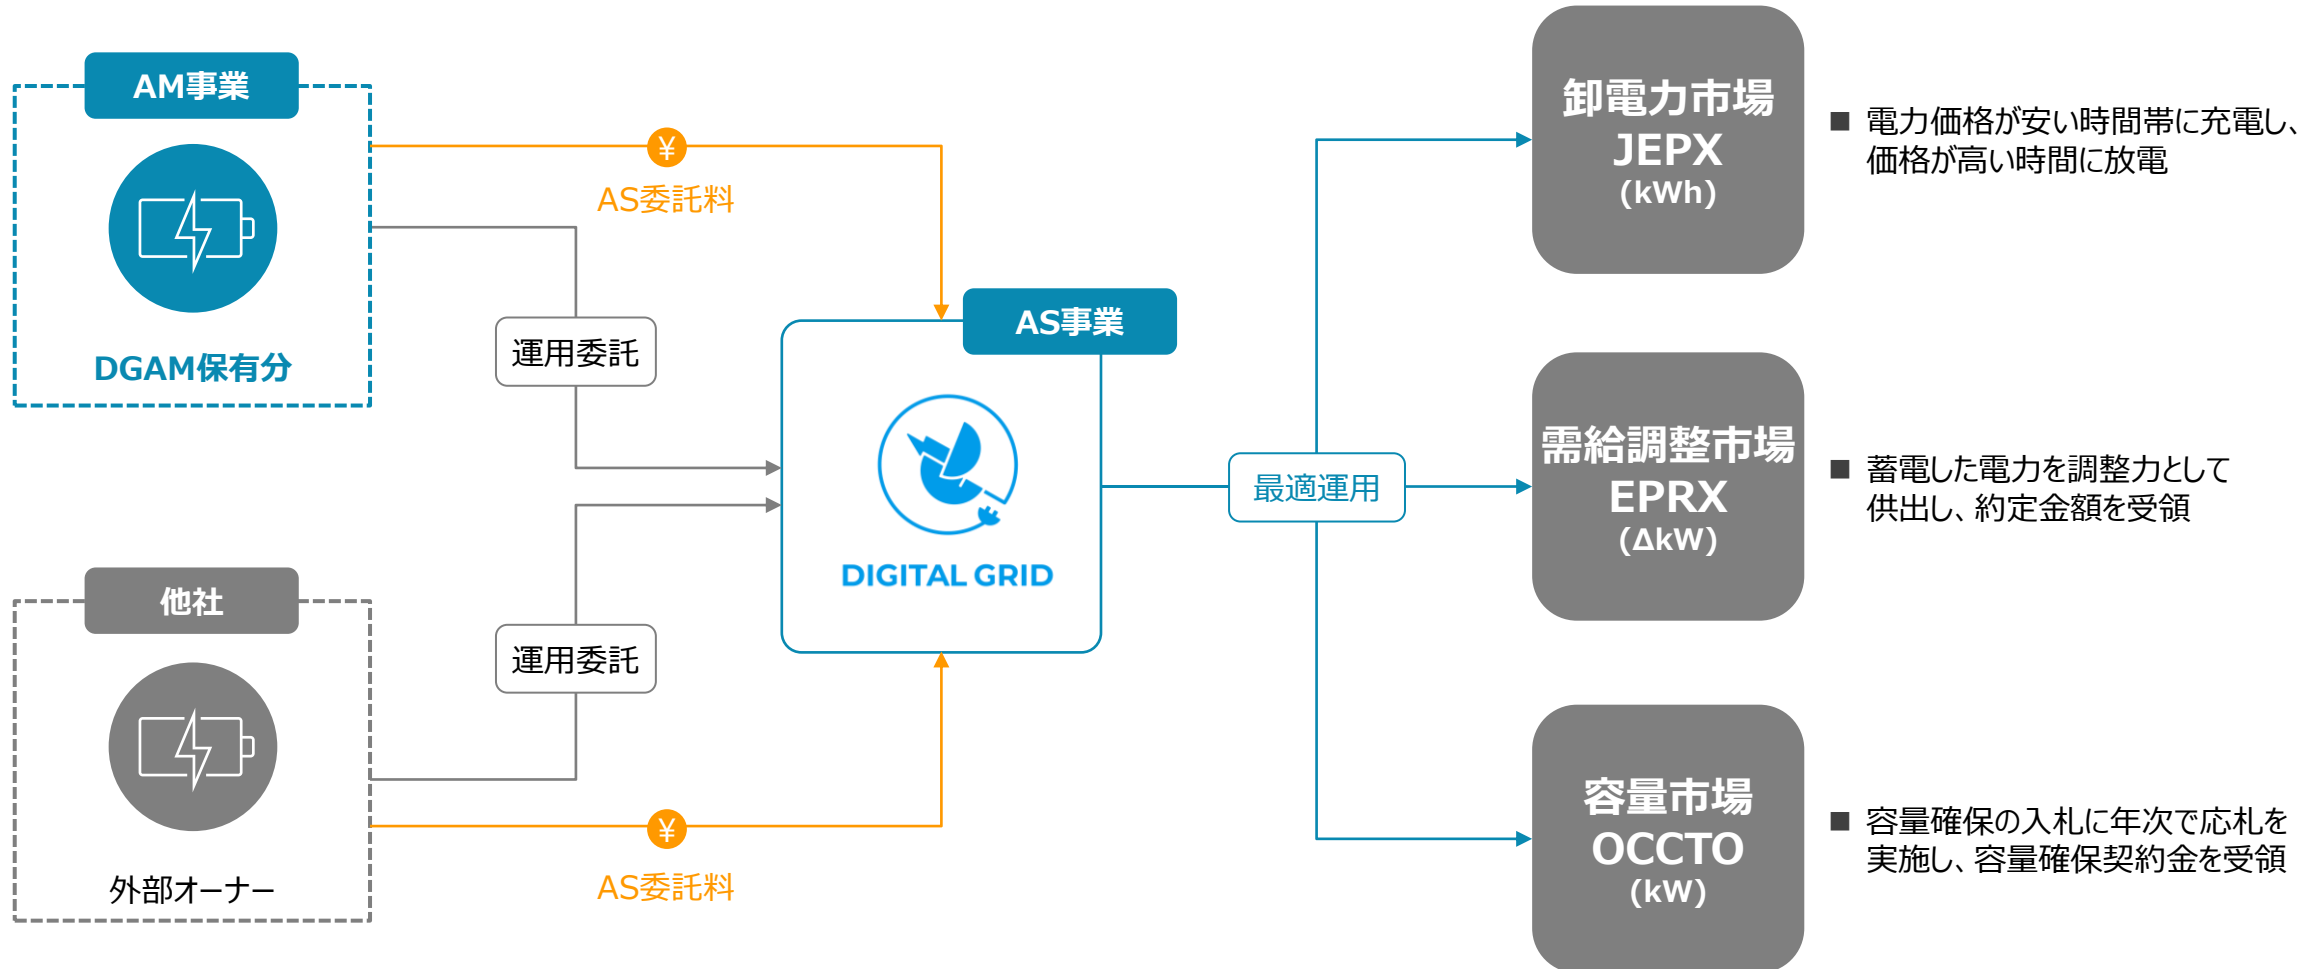 AM事業
DGAM保有分
¥
AS委託料
運用委託
他社
外部オーナー
運用委託
¥
AS委託料
AS事業
DIGITAL GRID
最適運用
卸電力市場
JEPX
(kWh)
■ 電力価格が安い時間帯に充電し、
価格が高い時間に放電
需給調整市場
EPRX
(ΔkW)
■ 蓄電した電力を調整力として
供出し、約定金額を受領
容量市場
OCCTO
(kW)
■ 容量確保の入札に年次で応札を
実施し、容量確保契約金を受領